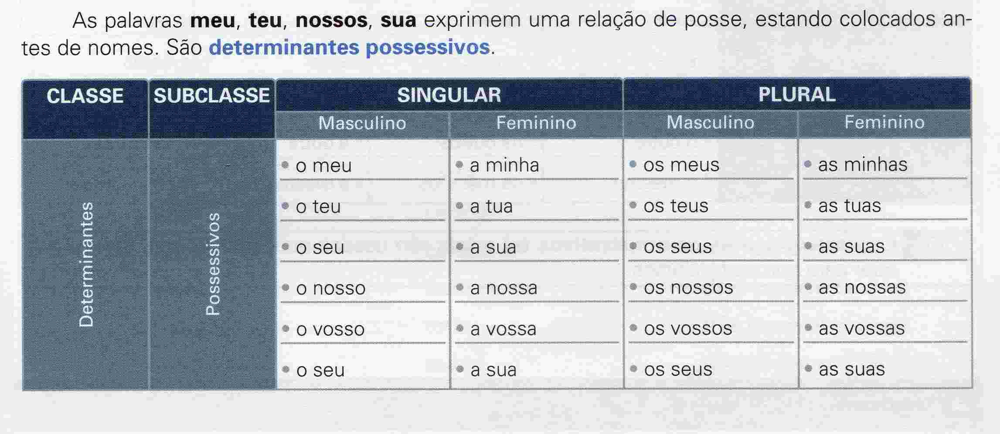 As palavras meu, teu, nossos, sua exprimem uma relação de posse, estando colocados an-
tes de nomes. São determinantes possessivos.
CLASSE SUBCLASSE SINGULAR PLURAL
Masculino Feminino Masculino Feminino
Determinantes
Possessivos
• o meu • a minha • os meus • as minhas
• o teu • a tua • os teus • as tuas
• o seu • a sua • os seus • as suas
• o nosso • a nossa • os nossos • as nossas
• o vosso • a vossa • os vossos • as vossas
• o seu • a sua • os seus • as suas